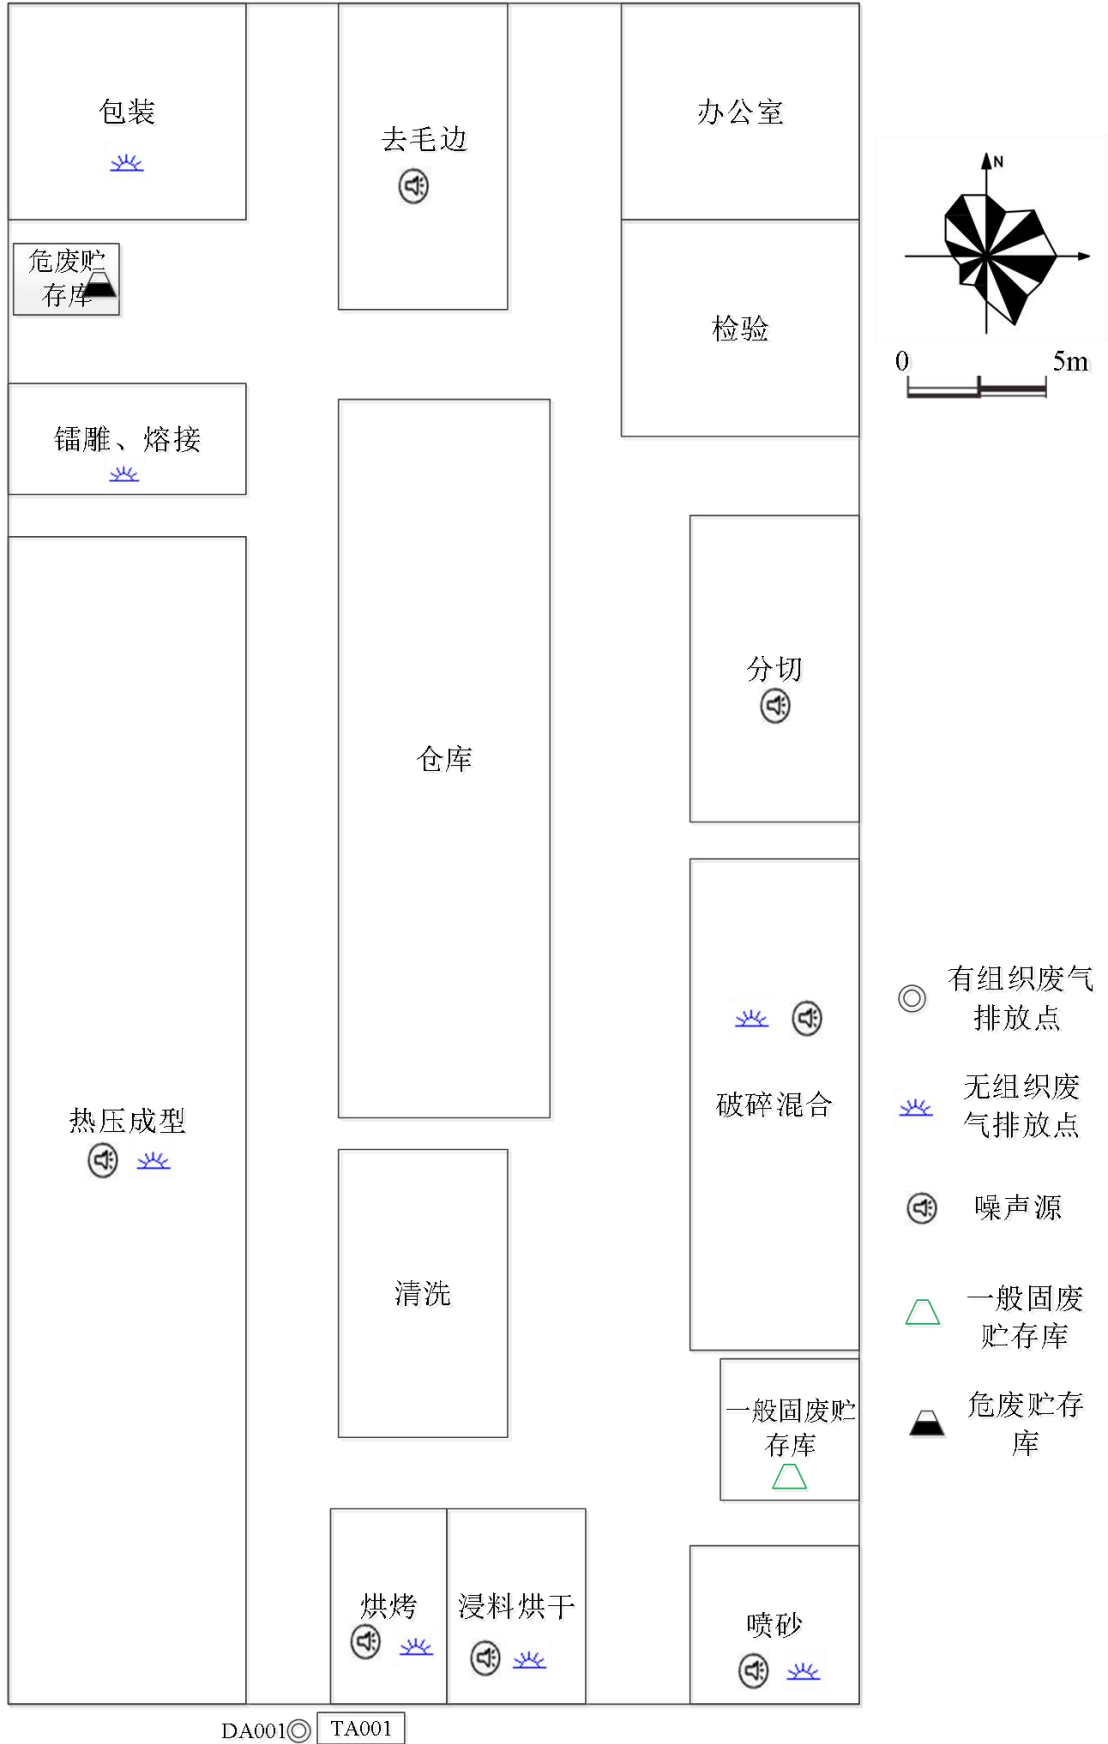 包装
去毛边
办公室
N
危废贮
存库
检验
0
5m
镭雕、熔接
分切
仓库
有组织废气
排放点
无组织废
气排放点
破碎混合
热压成型
噪声源
清洗
一般固废
贮存库
一般固废贮
存库
危废贮存
库
烘烤
浸料烘干
喷砂
DA001
TA001